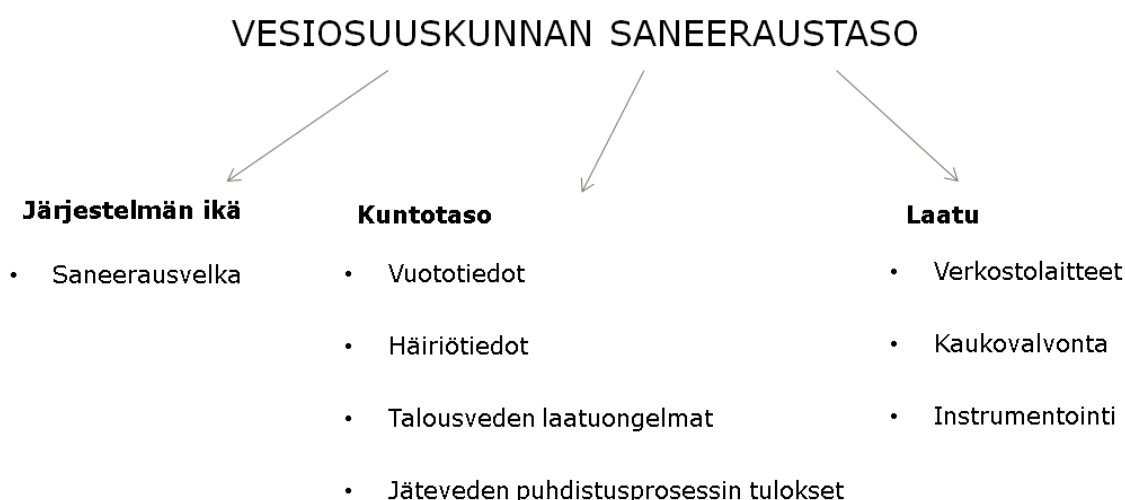 VESIOSUUSKUNNAN SANEERAUSTASO
Järjestelmän ikä
• Saneerausvelka
Kuntotaso
• Vuototiedot
• Häiriötiedot
• Talousveden laatuongelmat
• Jäteveden puhdistusprosessin tulokset
Laatu
• Verkostolaitteet
• Kaukovalvonta
• Instrumentointi